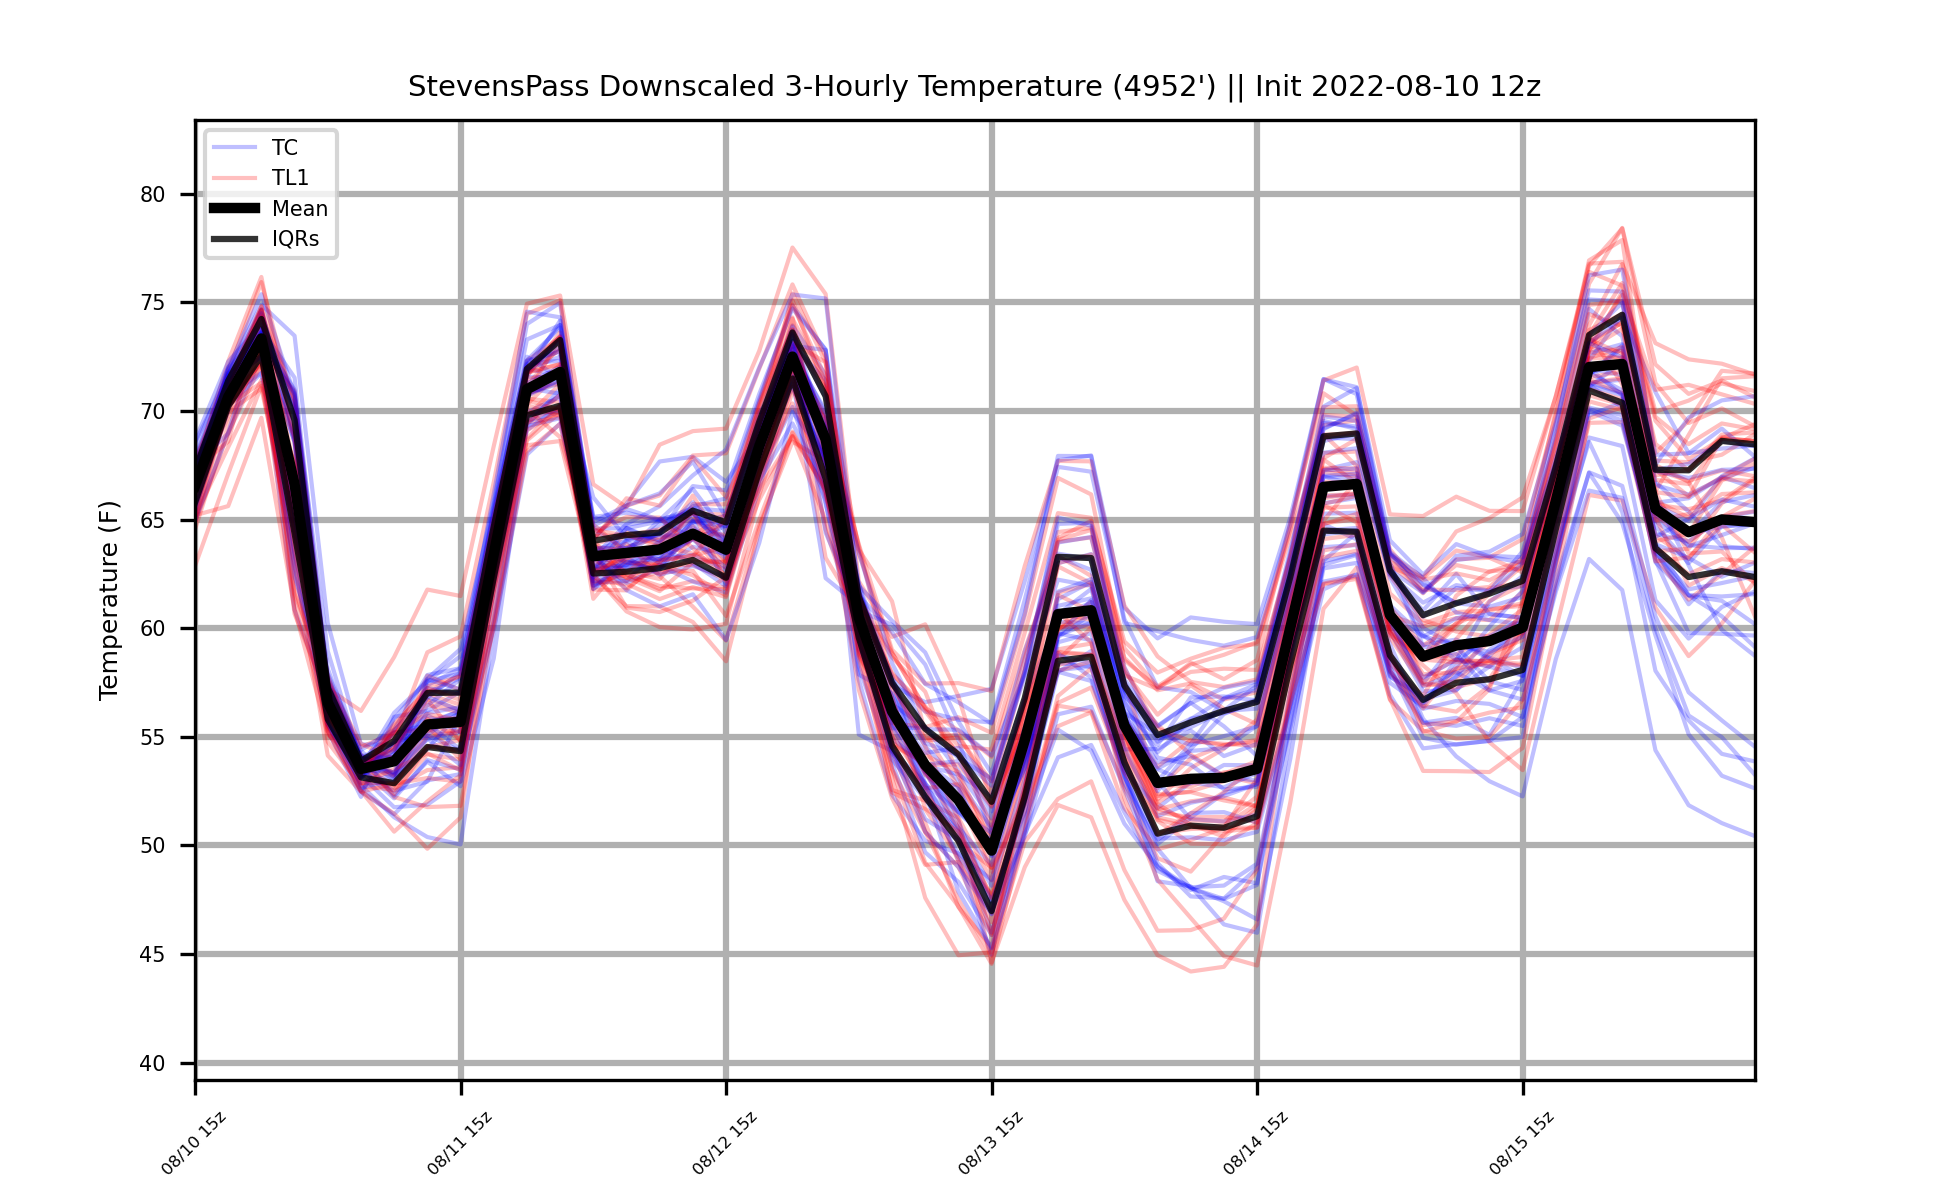 StevensPass Downscaled 3-Hourly Temperature (4952') || Init 2022-08-10 12z
TC
TL1
Mean
IQRs
Temperature (F)
80
75
70
65
60
55
50
45
40
08/10 15z
08/11 15z
08/12 15z
08/13 15z
08/14 15z
08/15 15z